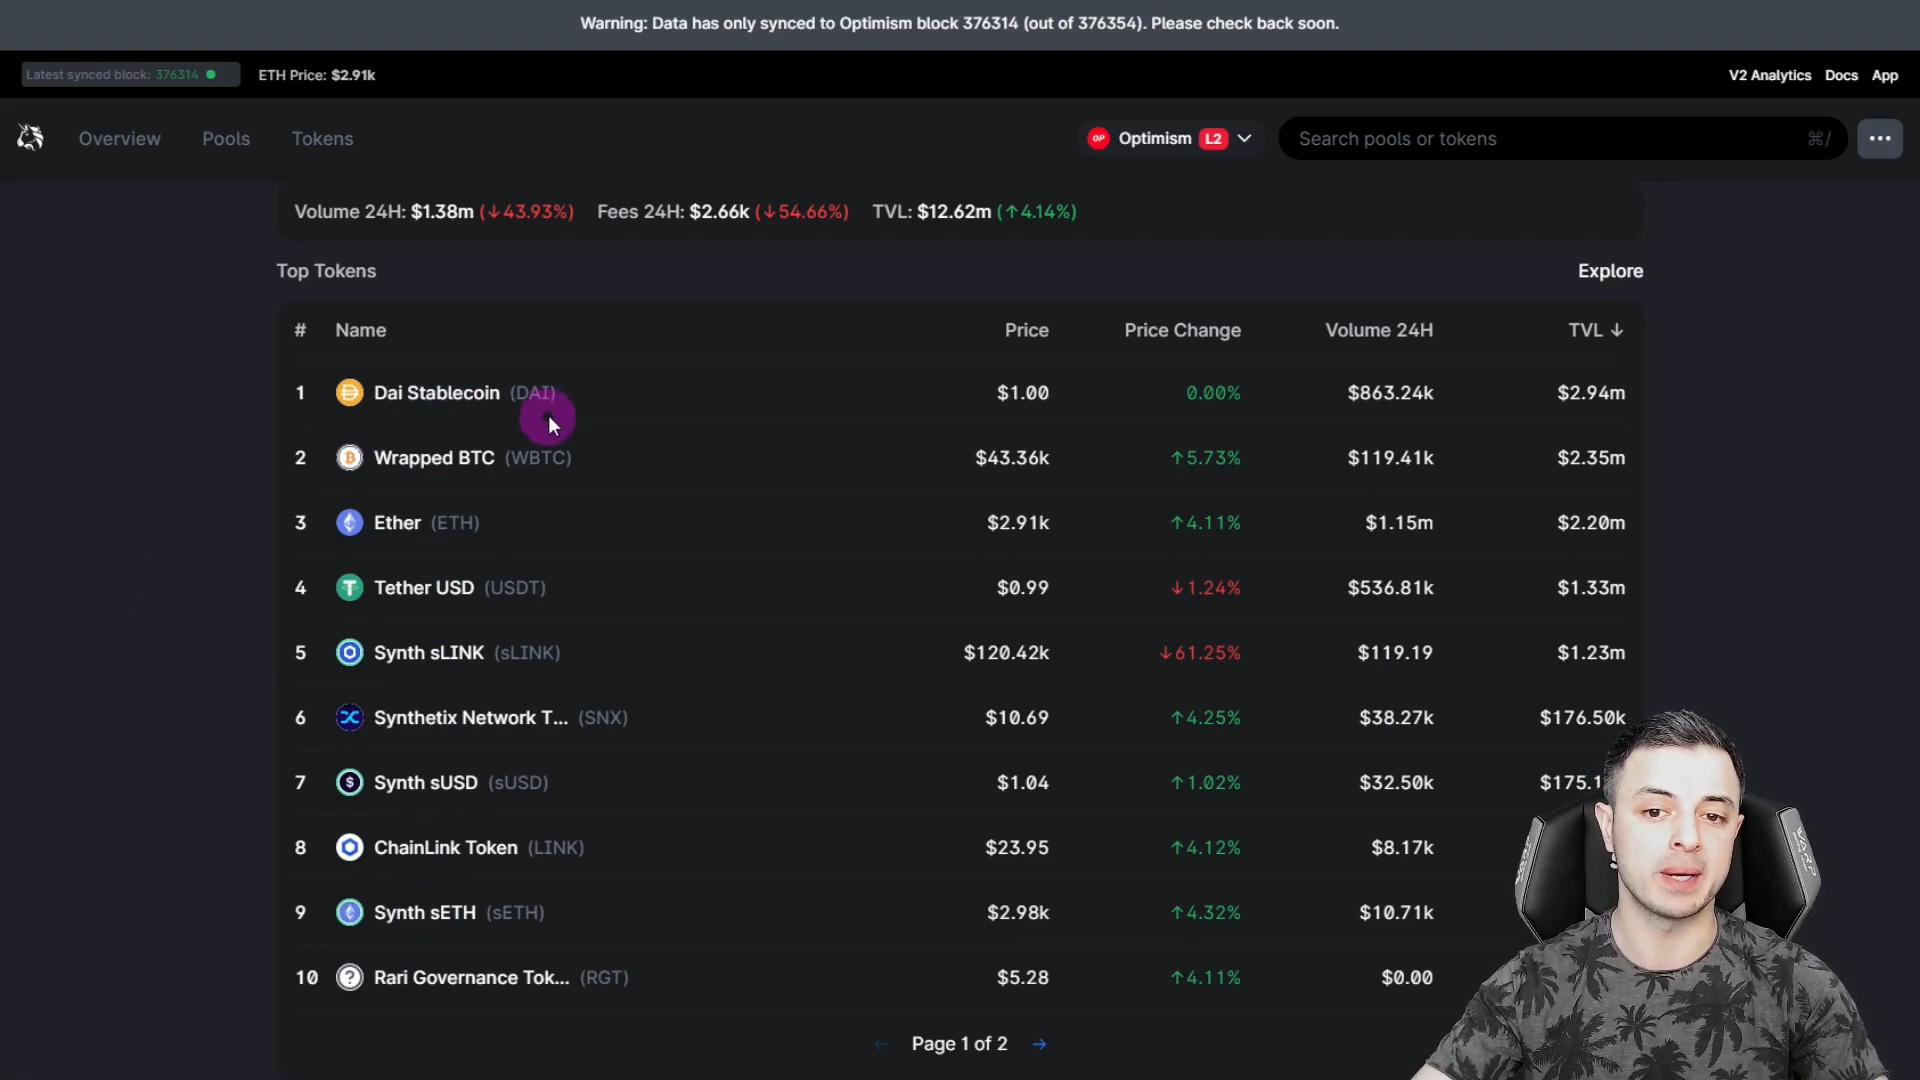 Warning: Data has only synced to Optimism block 376314 (out of 376354). Please check back soon.
Latest synced block: 376314 ETH Price: $2.91k V2 Analytics Docs App
Overview Pools Tokens OP Optimism L2 Search pools or tokens ⌘/ •••
Volume 24H: $1.38m (↓43.93%) Fees 24H: $2.66k (↓54.66%) TVL: $12.62m (↑4.14%)
Top Tokens Explore
# Name Price Price Change Volume 24H TVL ↓
1 Dai Stablecoin (DAI) $1.00 0.00% $863.24k $2.94m
2 Wrapped BTC (WBTC) $43.36k ↑5.73% $119.41k $2.35m
3 Ether (ETH) $2.91k ↑4.11% $1.15m $2.20m
4 Tether USD (USDT) $0.99 ↓1.24% $536.81k $1.33m
5 Synth sLINK (sLINK) $120.42k ↓61.25% $119.19 $1.23m
6 Synthetix Network T... (SNX) $10.69 ↑4.25% $38.27k $176.50k
7 Synth sUSD (sUSD) $1.04 ↑1.02% $32.50k $175.1
8 ChainLink Token (LINK) $23.95 ↑4.12% $8.17k
9 Synth sETH (sETH) $2.98k ↑4.32% $10.71k
10 Rari Governance Tok... (RGT) $5.28 ↑4.11% $0.00
← Page 1 of 2 →